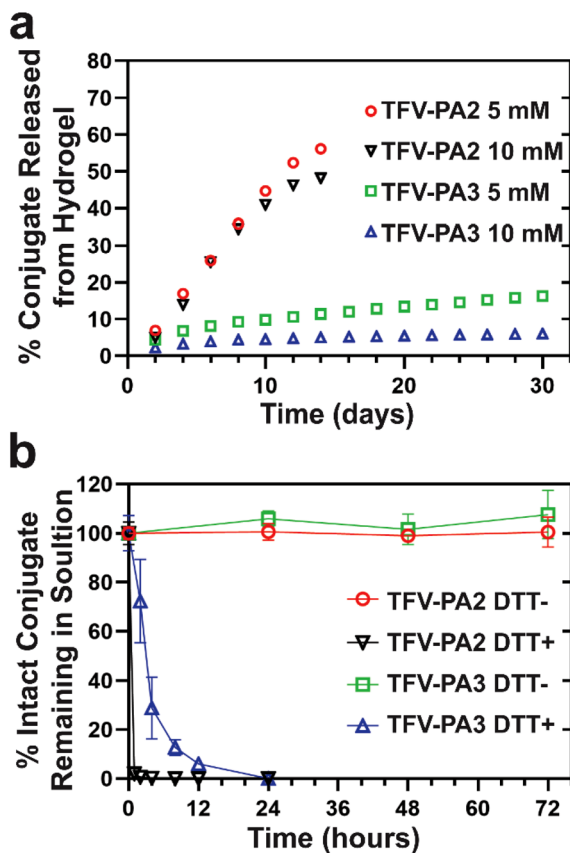 a
% Conjugate Released
from Hydrogel
80
70
60
50
40
30
20
10
0
TFV-PA2 5 mM
TFV-PA2 10 mM
TFV-PA3 5 mM
TFV-PA3 10 mM
0 10 20 30
Time (days)
b
% Intact Conjugate
Remaining in Soultion
120
100
80
60
40
20
0
TFV-PA2 DTT-
TFV-PA2 DTT+
TFV-PA3 DTT-
TFV-PA3 DTT+
0 12 24 36 48 60 72
Time (hours)